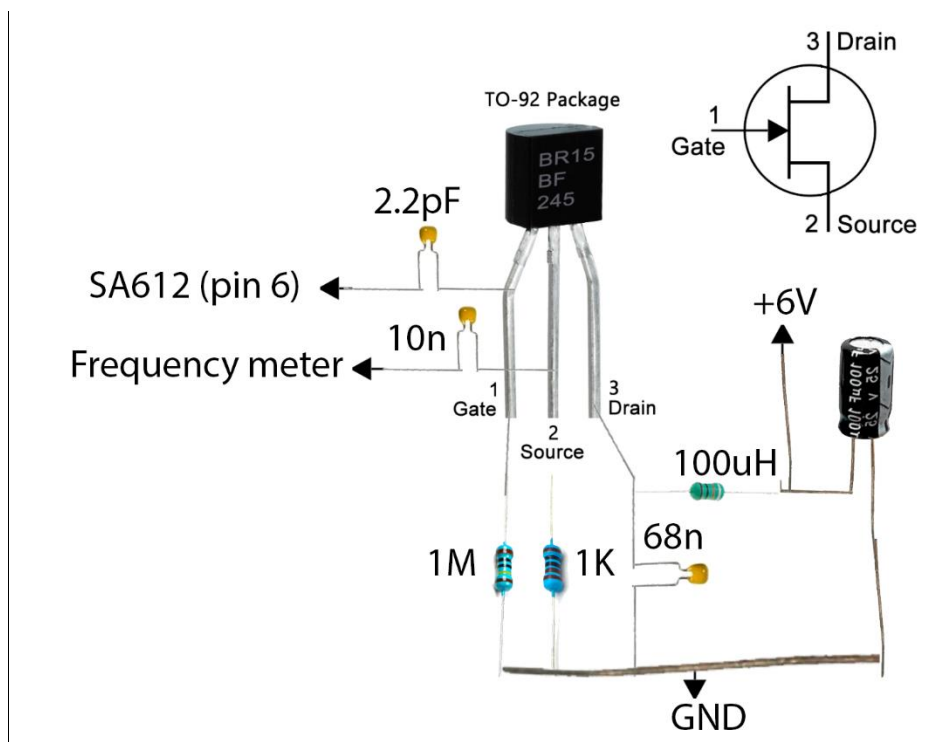 3 Drain
TO-92 Package
1
Gate
BR15
BF
245
2.2pF
2 Source
SA612 (pin 6)
+6V
10n
Frequency meter
1
Gate
3
Drain
2
Source
100uH
68n
1M
1K
GND